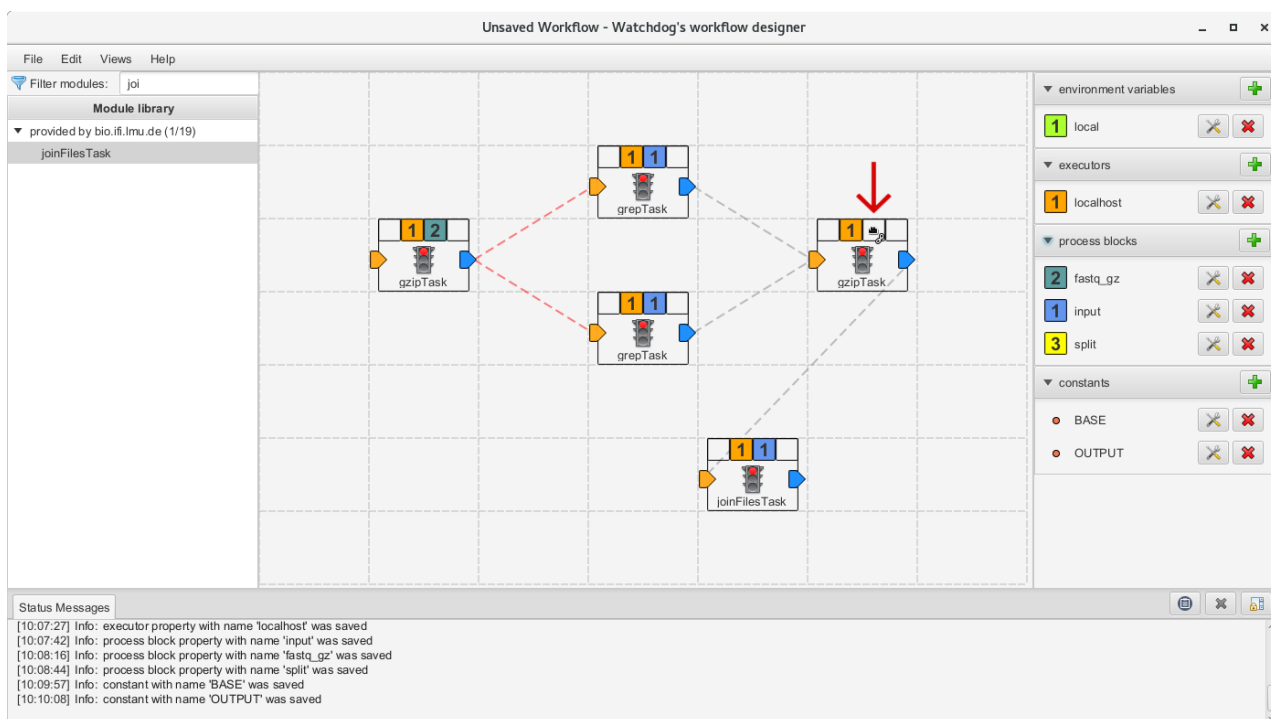 Unsaved Workflow - Watchdog's workflow designer
File Edit Views Help
Filter modules: joi
Module library
provided by bio.ifi.lmu.de (1/19)
joinFilesTask
1 2
gzipTask
1 1
grepTask
1 1
grepTask
1
gzipTask
1 1
joinFilesTask
environment variables
1 local
executors
1 localhost
process blocks
2 fastq_gz
1 input
3 split
constants
BASE
OUTPUT
Status Messages
[10:07:27] Info: executor property with name 'localhost' was saved
[10:07:42] Info: process block property with name 'input' was saved
[10:08:16] Info: process block property with name 'fastq_gz' was saved
[10:08:44] Info: process block property with name 'split' was saved
[10:09:57] Info: constant with name 'BASE' was saved
[10:10:08] Info: constant with name 'OUTPUT' was saved